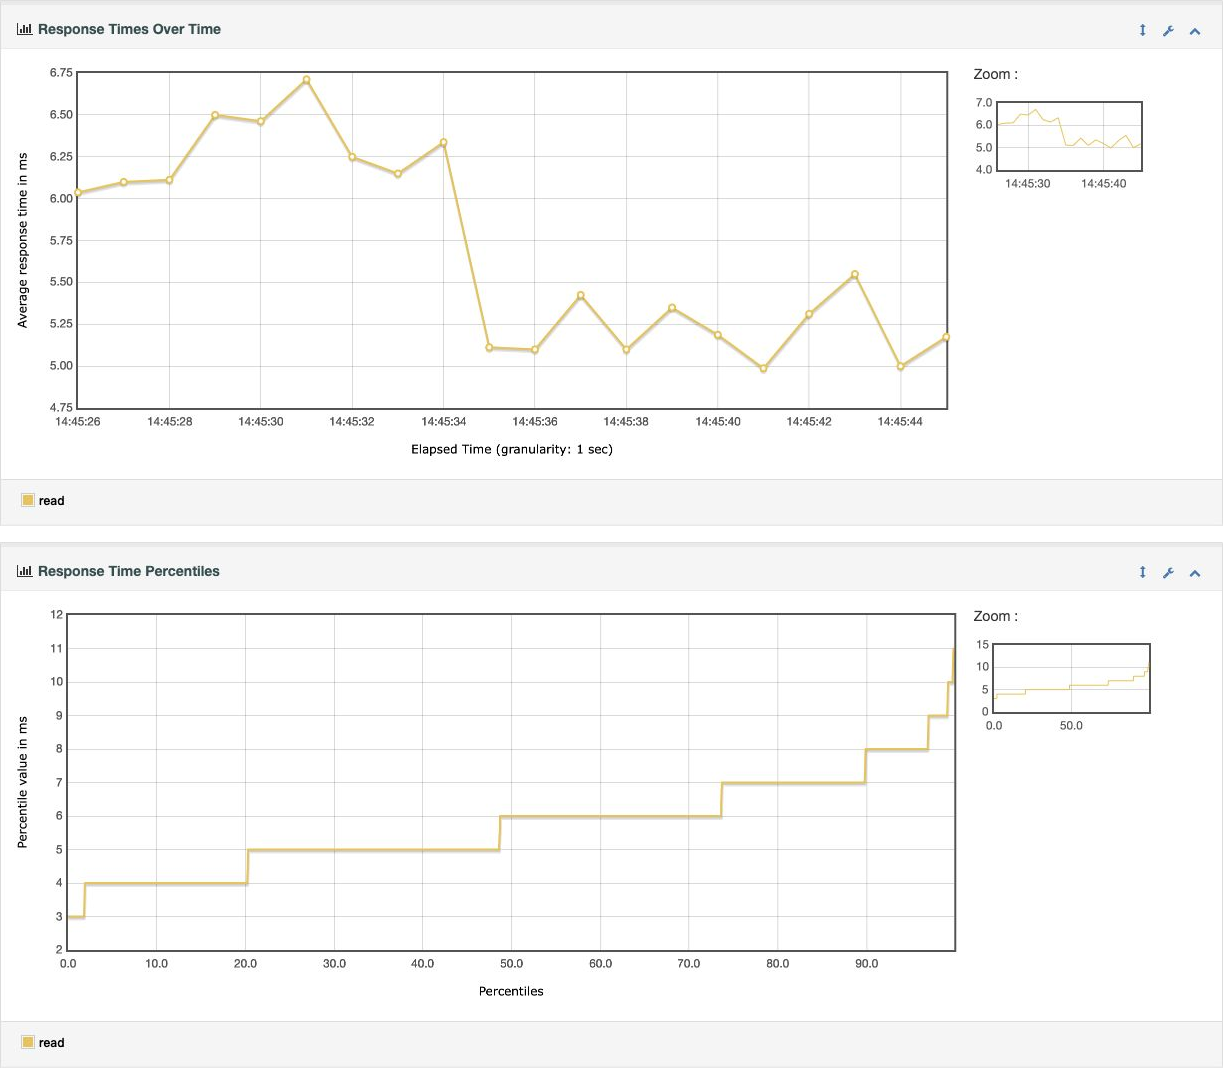 Response Times Over Time
Zoom :
6.75
6.50
6.25
6.00
5.75
5.50
5.25
5.00
4.75
Average response time in ms
14:45:26 14:45:28 14:45:30 14:45:32 14:45:34 14:45:36 14:45:38 14:45:40 14:45:42 14:45:44
Elapsed Time (granularity: 1 sec)
7.0
6.0
5.0
4.0
14:45:30 14:45:40
read
Response Time Percentiles
Zoom :
12
11
10
9
8
7
6
5
4
3
2
Percentile value in ms
0.0 10.0 20.0 30.0 40.0 50.0 60.0 70.0 80.0 90.0
Percentiles
15
10
5
0
0.0 50.0
read